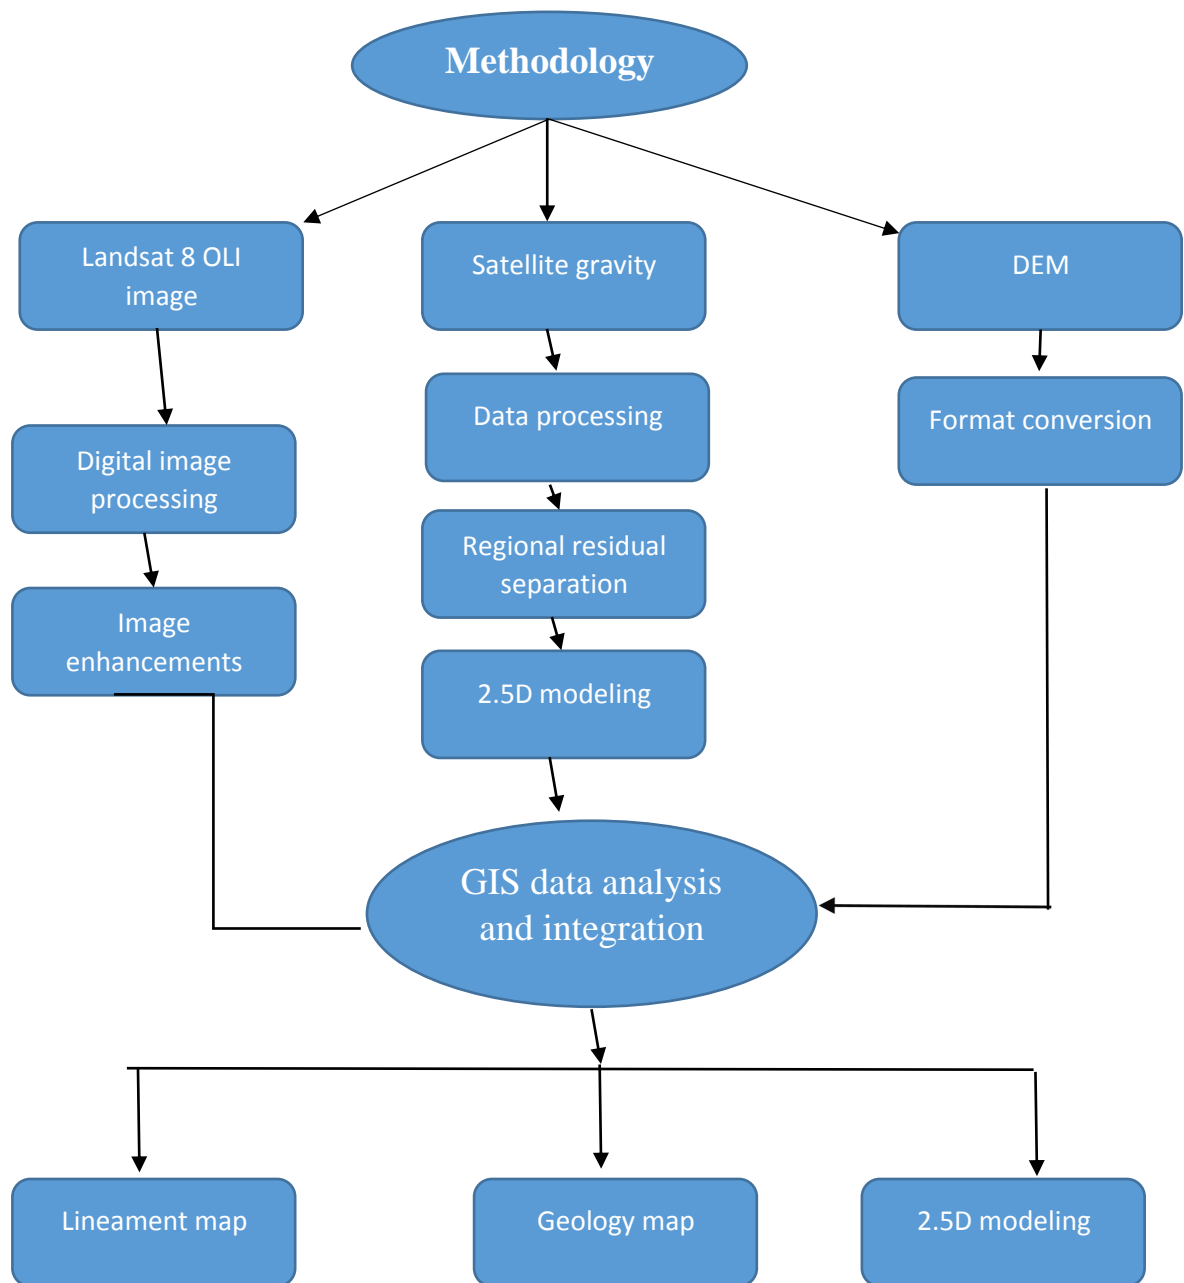 Methodology
Landsat 8 OLI
image
Satellite gravity
DEM
Data processing
Format conversion
Digital image
processing
Regional residual
separation
Image
enhancements
2.5D modeling
GIS data analysis
and integration
Lineament map
Geology map
2.5D modeling